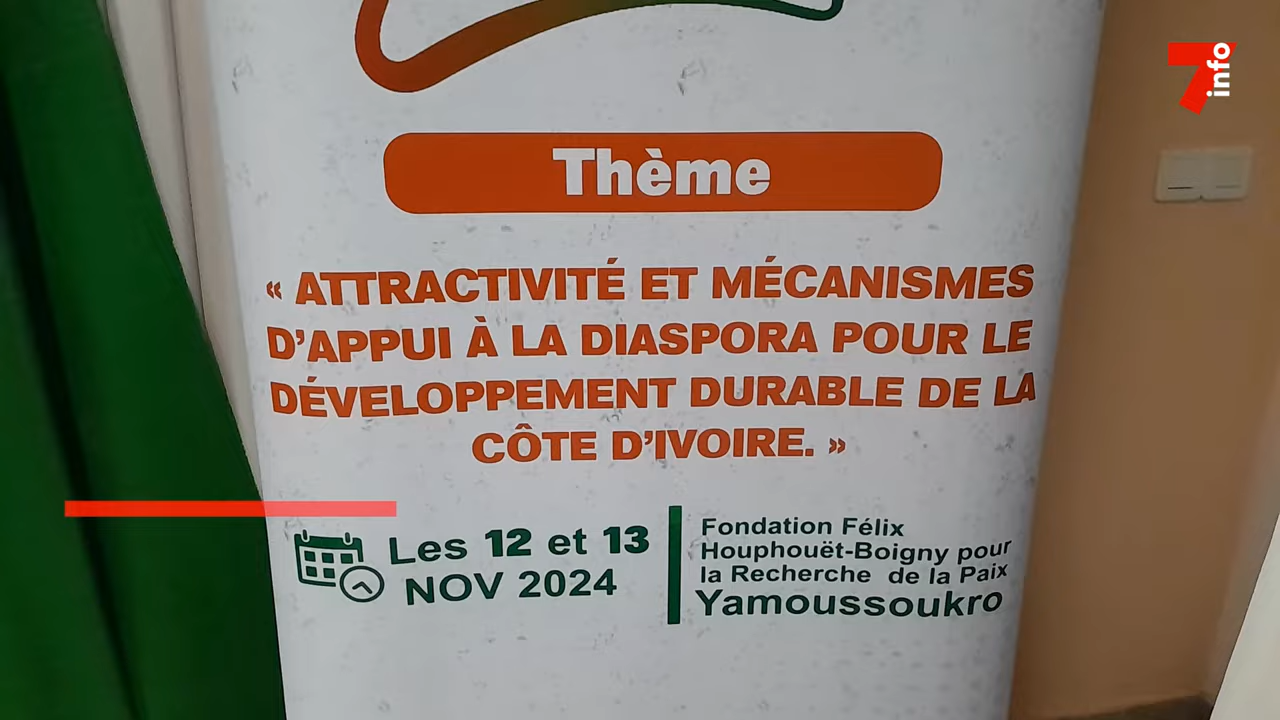 7info
Thème
« ATTRACTIVITÉ ET MÉCANISMES
D'APPUI À LA DIASPORA POUR LE
DÉVELOPPEMENT DURABLE DE LA
CÔTE D'IVOIRE. »
Les 12 et 13
NOV 2024
Fondation Félix
Houphouët-Boigny pour
la Recherche de la Paix
Yamoussoukro